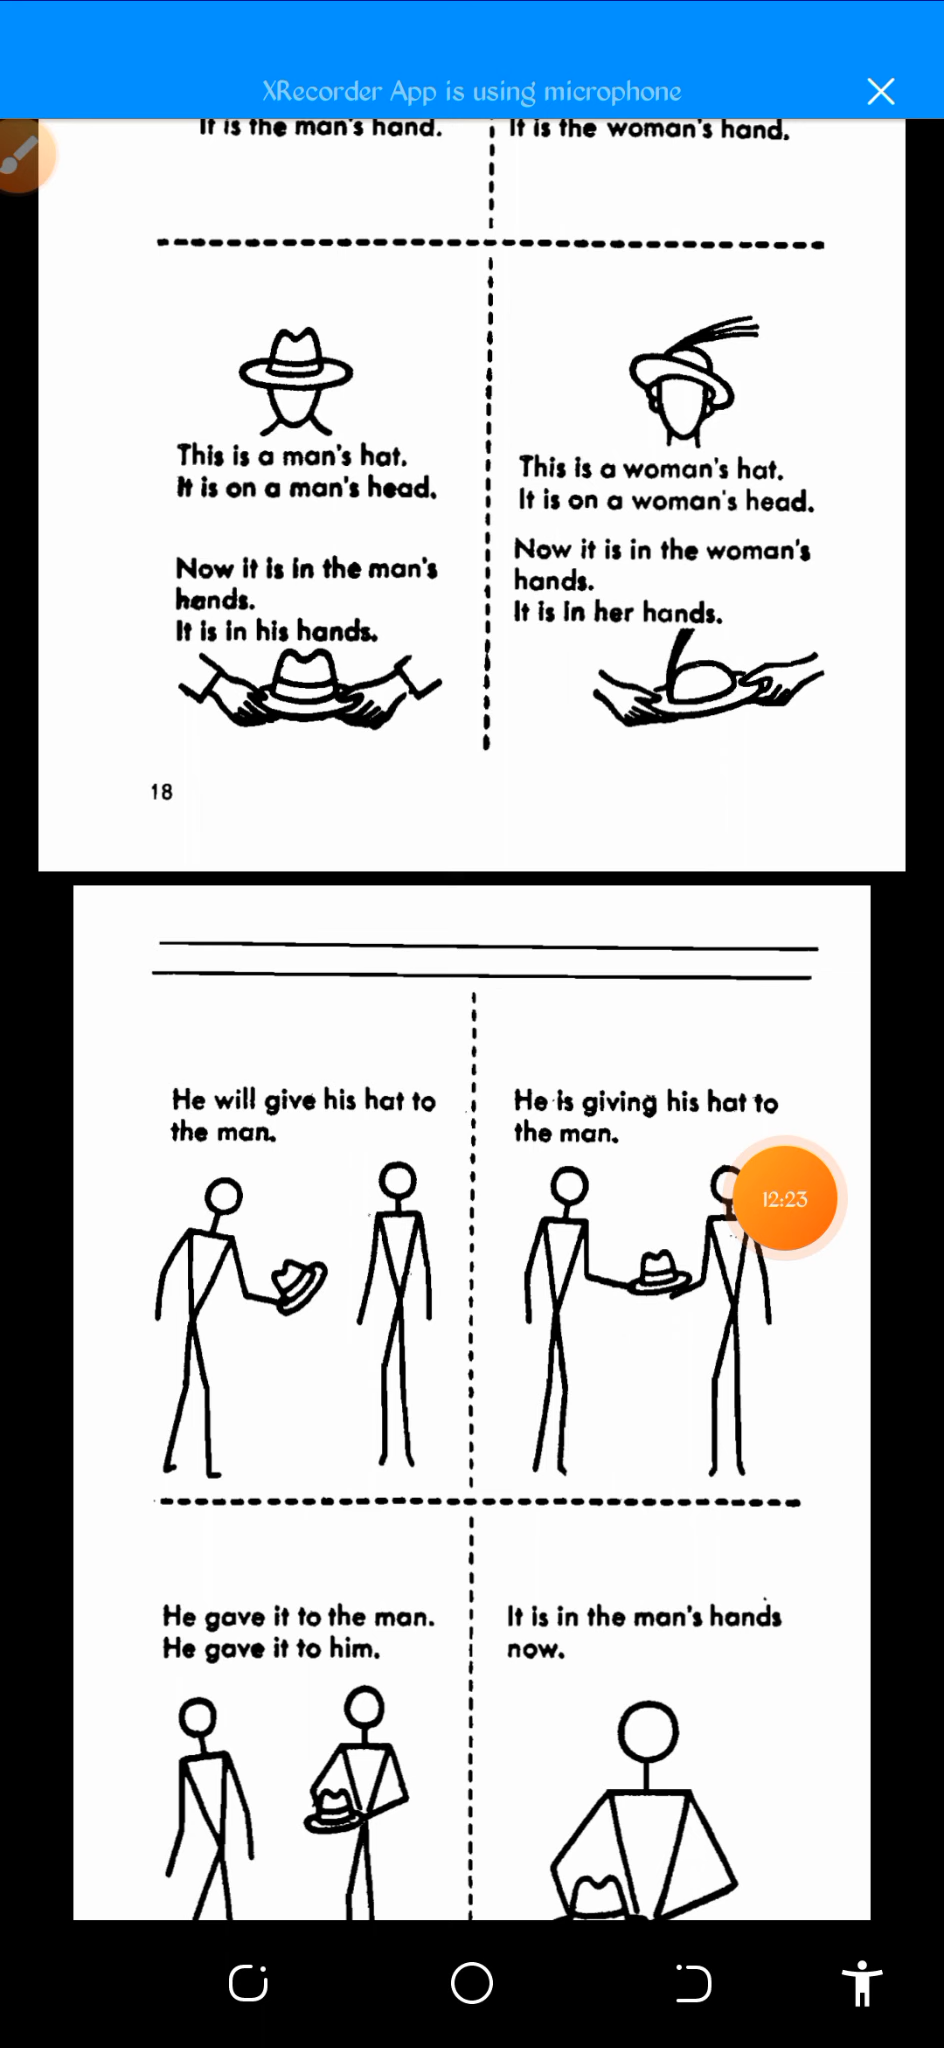 XRecorder App is using microphone
It is the man's hand.
It is the woman's hand.
This is a man's hat.
It is on a man's head.
Now it is in the man's
hands.
It is in his hands.
This is a woman's hat.
It is on a woman's head.
Now it is in the woman's
hands.
It is in her hands.
18
He will give his hat to
the man.
He is giving his hat to
the man.
12:23
He gave it to the man.
He gave it to him.
It is in the man's hands
now.